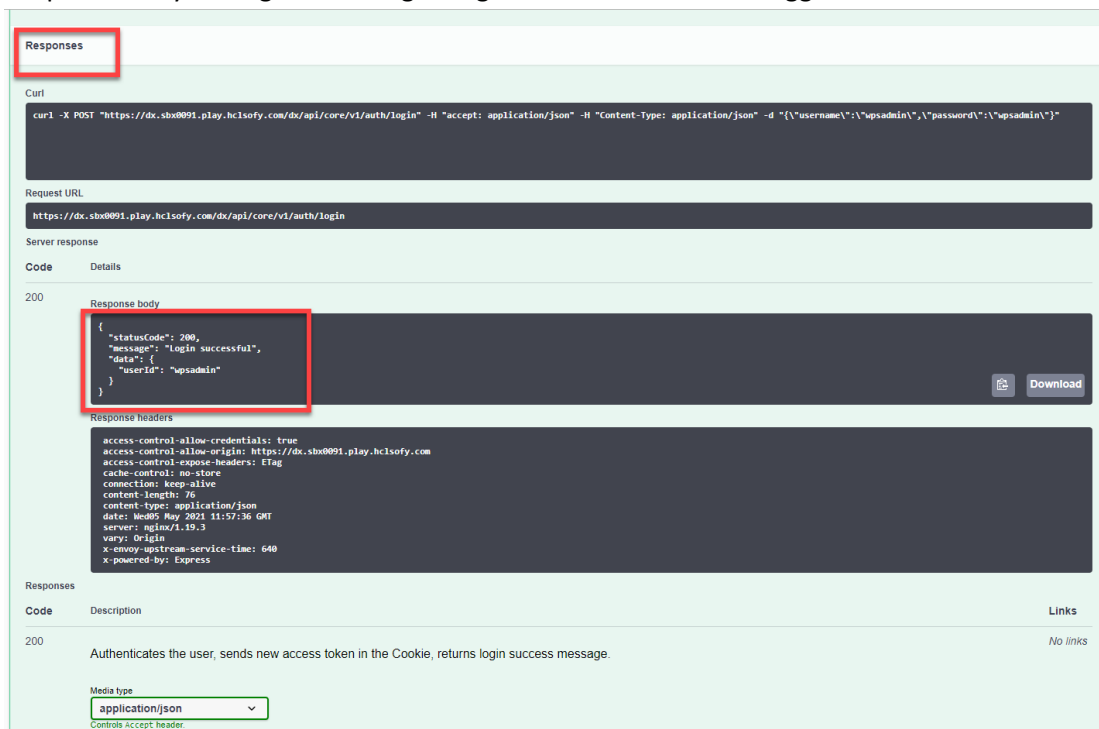 Responses
Curl
curl -X POST "https://dx.sbx0091.play.hclsofy.com/dx/api/core/v1/auth/login" -H "accept: application/json" -H "Content-Type: application/json" -d "{\"username\":\"wpsadmin\",\"password\":\"wpsadmin\"}"
Request URL
https://dx.sbx0091.play.hclsofy.com/dx/api/core/v1/auth/login
Server response
Code Details
200
Response body
{
"statusCode": 200,
"message": "Login successful",
"data": {
"userId": "wpsadmin"
}
}
Download
Response headers
access-control-allow-credentials: true
access-control-allow-origin: https://dx.sbx0091.play.hclsofy.com
access-control-expose-headers: ETag
cache-control: no-store
connection: keep-alive
content-length: 76
content-type: application/json
date: Wed05 May 2021 11:57:36 GMT
server: nginx/1.19.3
vary: Origin
x-envoy-upstream-service-time: 640
x-powered-by: Express
Responses
Code Description Links
200 No links
Authenticates the user, sends new access token in the Cookie, returns login success message.
Media type
application/json
Controls Accept header.